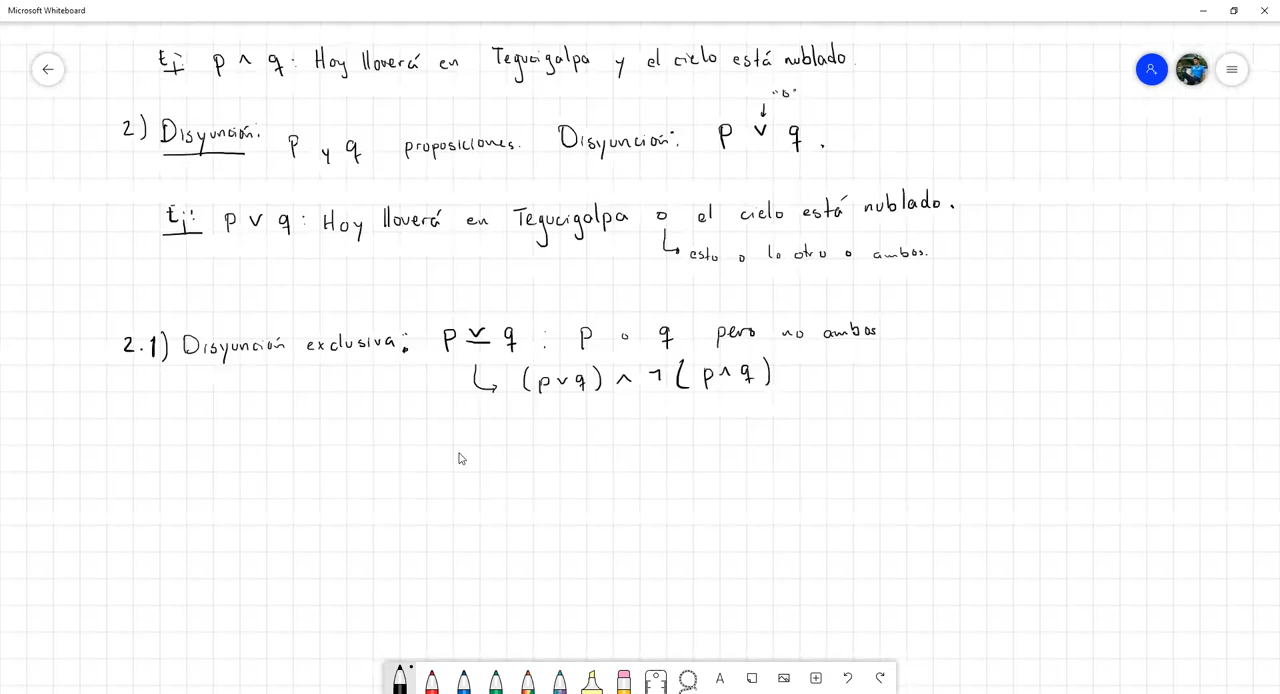 Microsoft Whiteboard
Ej: p ∧ q: Hoy lloverá en Tegucigalpa y el cielo está nublado.
"o"
2) Disyunción: p y q proposiciones. Disyunción: p ∨ q.
Ej: p ∨ q: Hoy lloverá en Tegucigalpa o el cielo está nublado.
esto o lo otro o ambos.
2.1) Disyunción exclusiva: p ⊻ q : p o q pero no ambos
(p ∨ q) ∧ ¬ (p ∧ q)
A